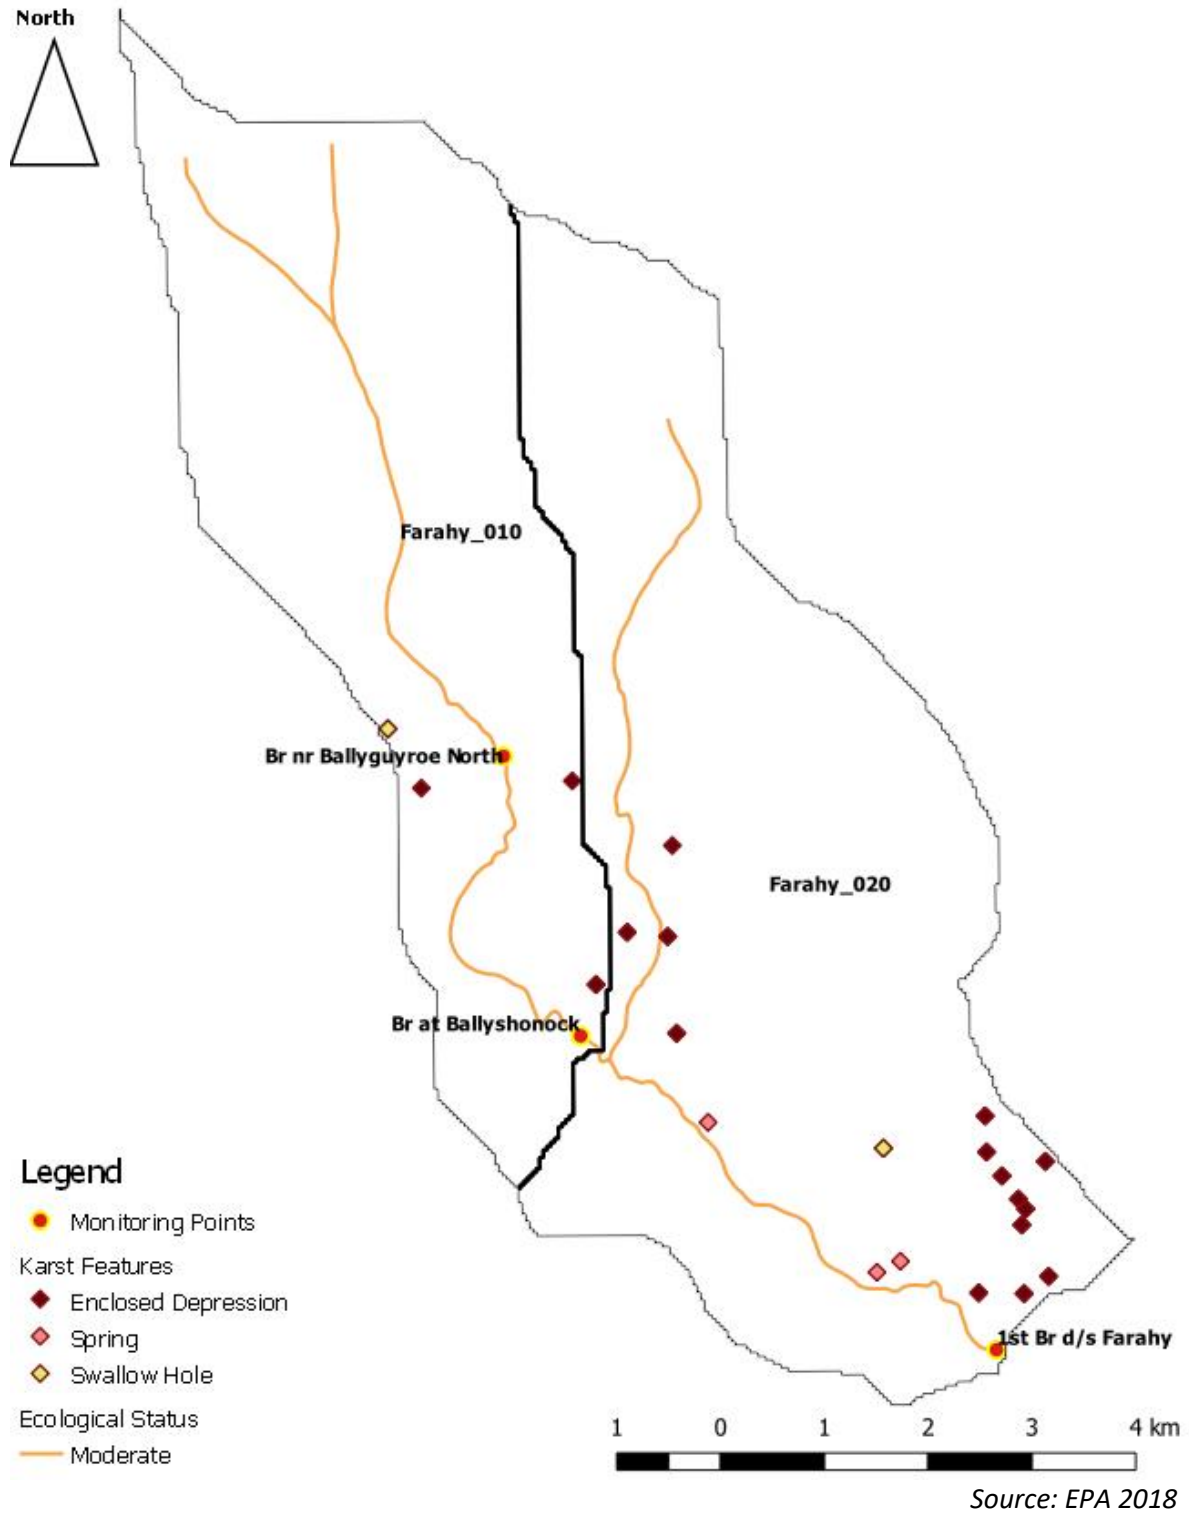 North
Farahy_010
Br nr Ballyguyroe North
Farahy_020
Br at Ballyshonock
Legend
Monitoring Points
Karst Features
Enclosed Depression
Spring
Swallow Hole
Ecological Status
Moderate
1st Br d/s Farahy
1 0 1 2 3 4 km
Source: EPA 2018